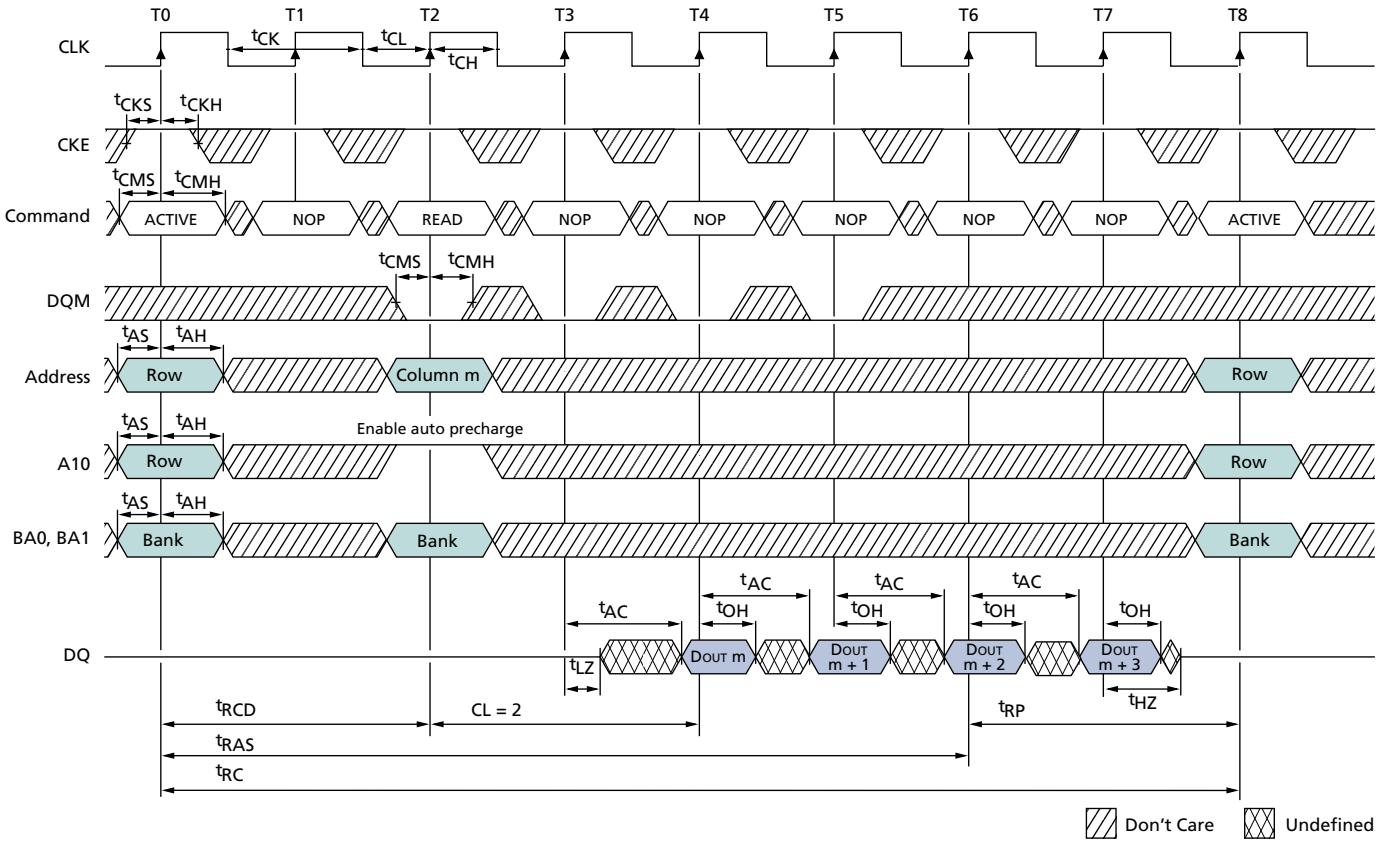 T0 T1 T2 T3 T4 T5 T6 T7 T8
CLK tCK tCL tCH
tCKS tCKH
CKE
tCMS tCMH
Command ACTIVE NOP READ NOP NOP NOP NOP NOP ACTIVE
tCMS tCMH
DQM
tAS tAH
Address Row Column m Row
tAS tAH Enable auto precharge
A10 Row Row
tAS tAH
BA0, BA1 Bank Bank Bank
tAC tAC tAC
tAC tOH tOH tOH tOH
DQ DOUT m DOUT m + 1 DOUT m + 2 DOUT m + 3
tLZ tHZ
tRCD CL = 2 tRP
tRAS
tRC
Don't Care Undefined